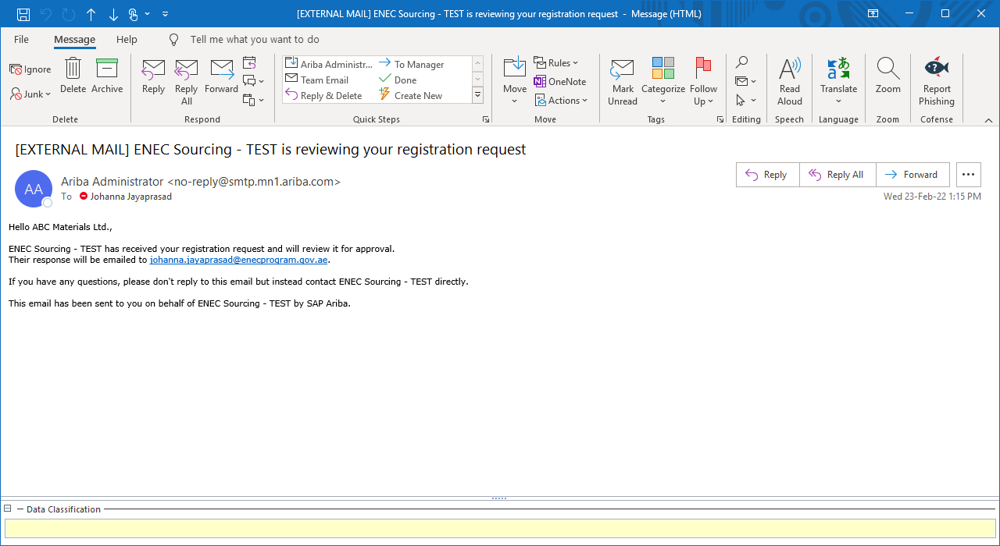 [EXTERNAL MAIL] ENEC Sourcing - TEST is reviewing your registration request - Message (HTML)
File Message Help Tell me what you want to do
Ignore
Junk
Delete
Archive
Delete
Reply
Reply All
Forward
Respond
Ariba Administr...
Team Email
Reply & Delete
To Manager
Done
Create New
Quick Steps
Move
Rules
OneNote
Actions
Move
Mark Unread
Categorize
Follow Up
Tags
Editing
Read Aloud
Speech
Translate
Language
Zoom
Zoom
Report Phishing
Cofense
[EXTERNAL MAIL] ENEC Sourcing - TEST is reviewing your registration request
AA
Ariba Administrator <no-reply@smtp.mn1.ariba.com>
To Johanna Jayaprasad
Reply Reply All Forward
Wed 23-Feb-22 1:15 PM
Hello ABC Materials Ltd.,
ENEC Sourcing - TEST has received your registration request and will review it for approval.
Their response will be emailed to johanna.jayaprasad@enecprogram.gov.ae.
If you have any questions, please don't reply to this email but instead contact ENEC Sourcing - TEST directly.
This email has been sent to you on behalf of ENEC Sourcing - TEST by SAP Ariba.
Data Classification